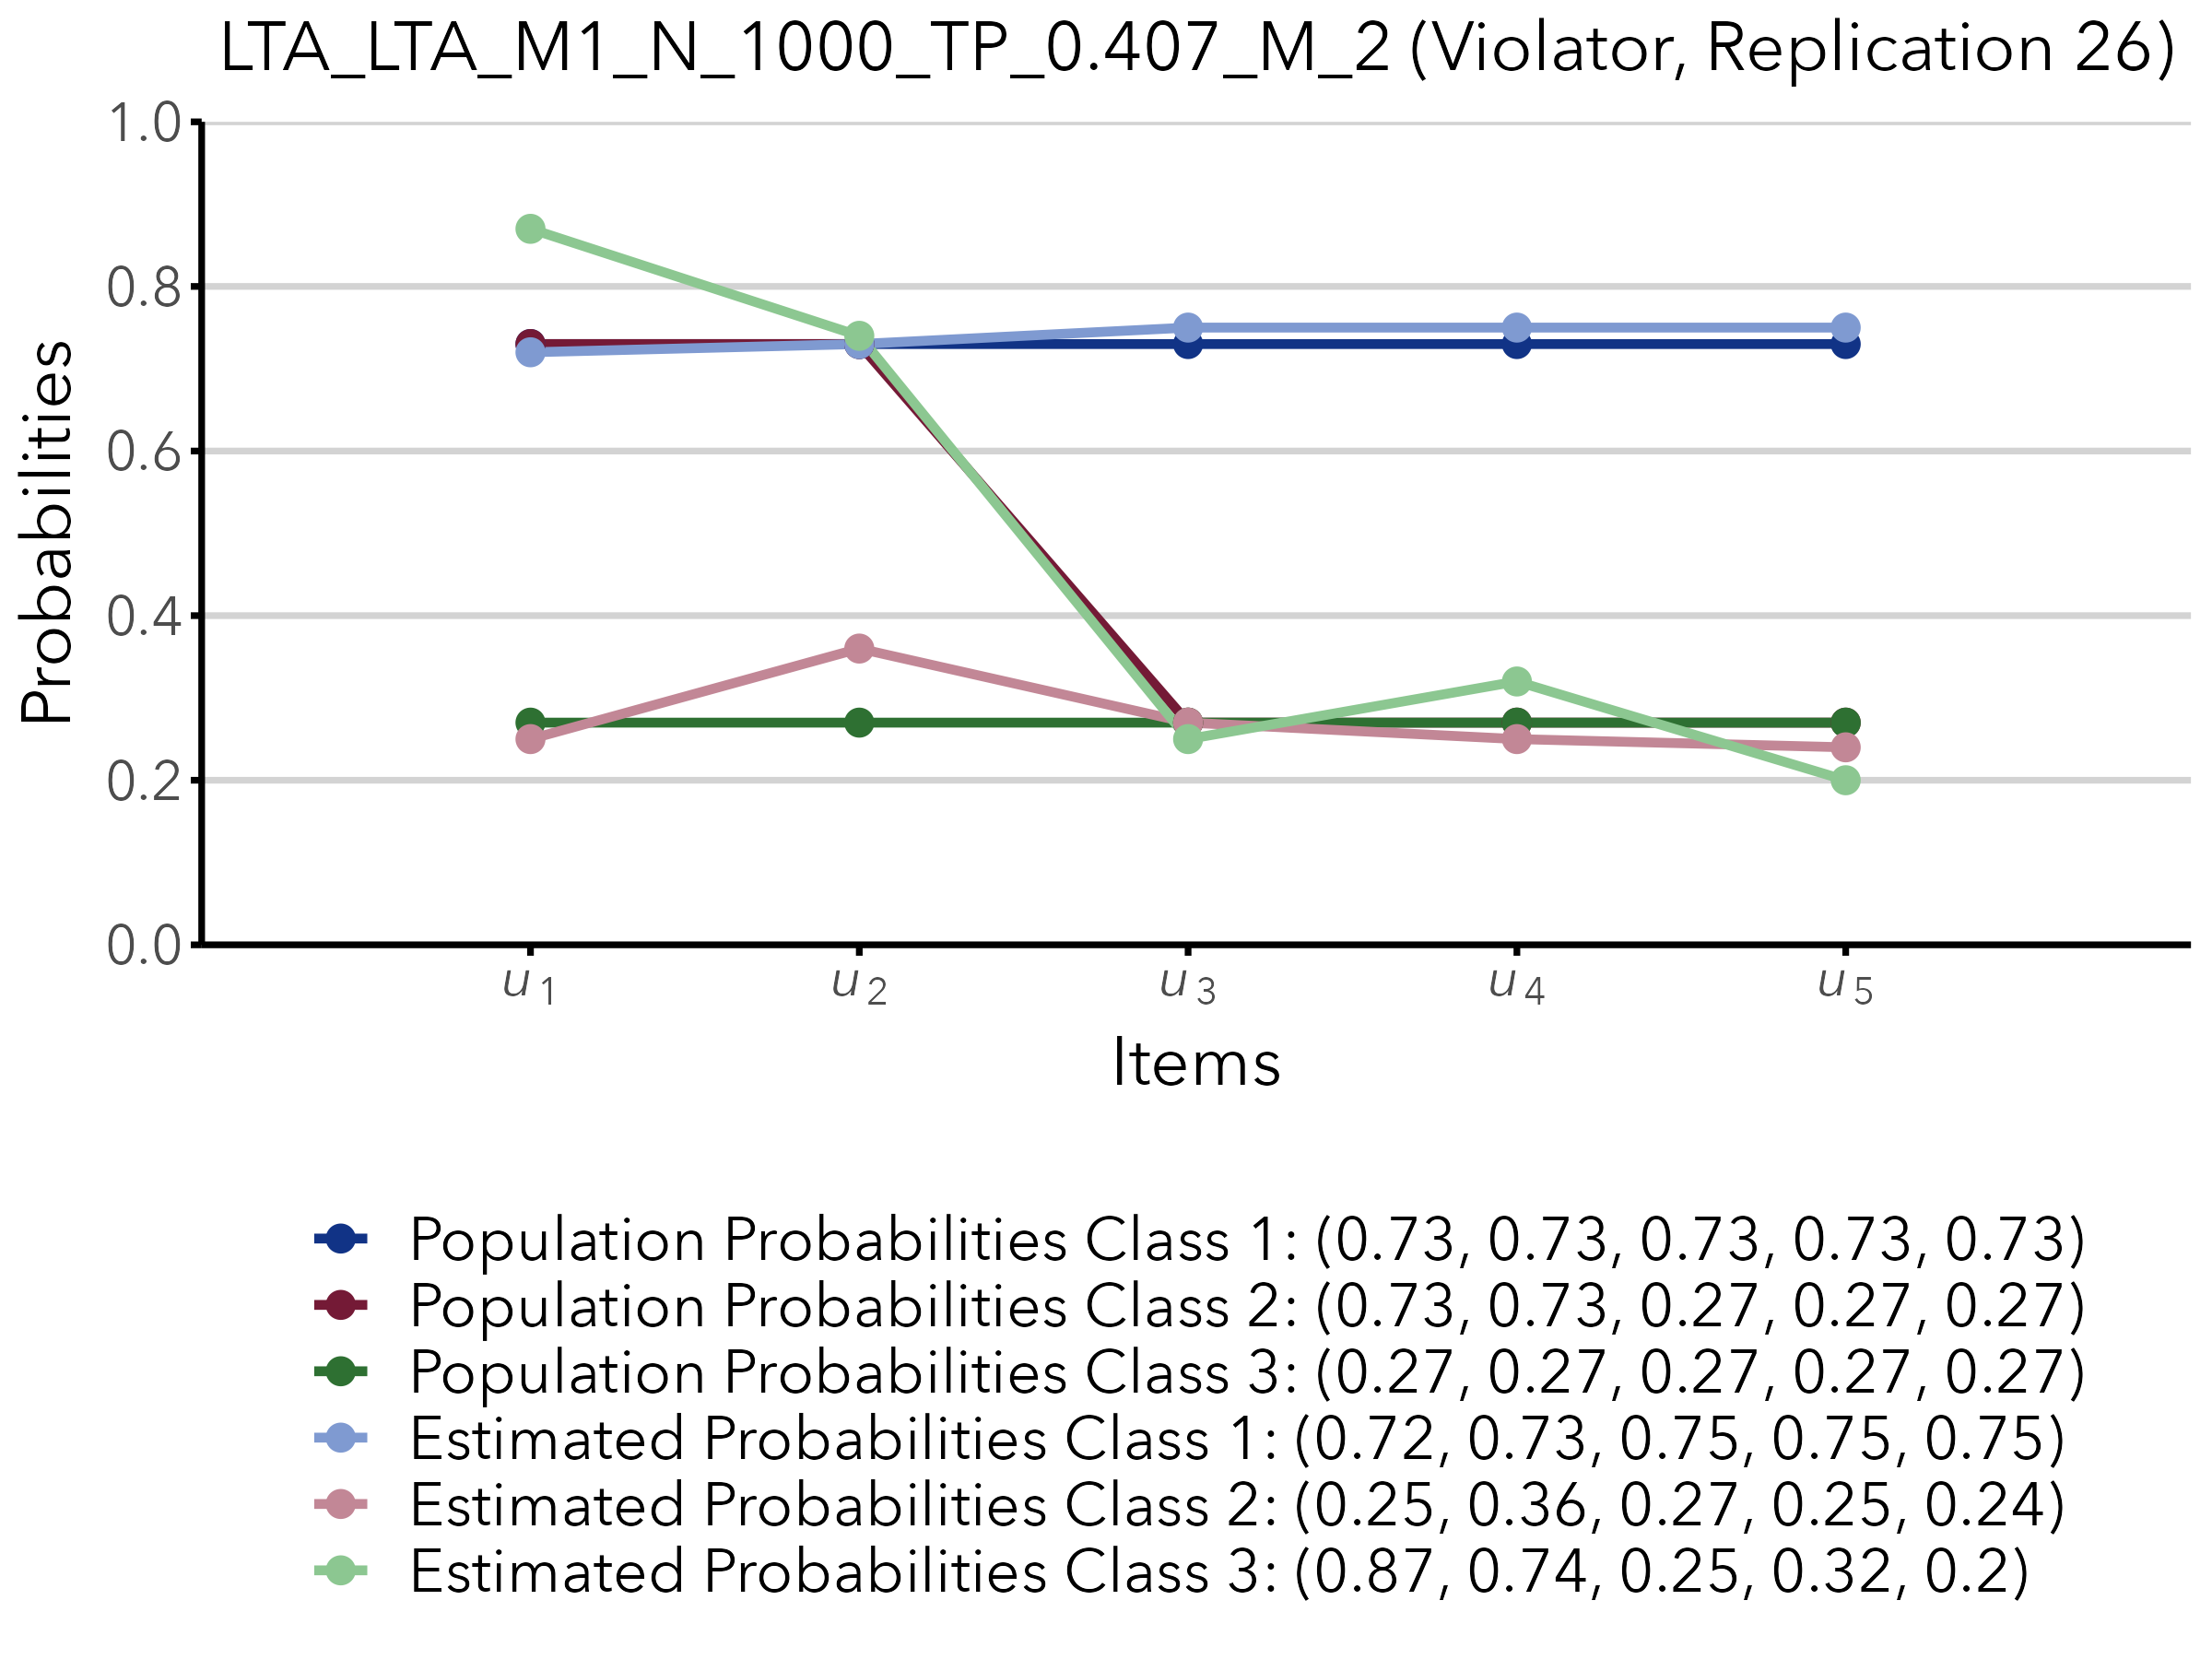 LTA_LTA_M1_N_1000_TP_0.407_M_2 (Violator, Replication 26)
1.0
0.8
0.6
0.4
0.2
0.0
Probabilities
u1 u2 u3 u4 u5
Items
Population Probabilities Class 1: (0.73, 0.73, 0.73, 0.73, 0.73)
Population Probabilities Class 2: (0.73, 0.73, 0.27, 0.27, 0.27)
Population Probabilities Class 3: (0.27, 0.27, 0.27, 0.27, 0.27)
Estimated Probabilities Class 1: (0.72, 0.73, 0.75, 0.75, 0.75)
Estimated Probabilities Class 2: (0.25, 0.36, 0.27, 0.25, 0.24)
Estimated Probabilities Class 3: (0.87, 0.74, 0.25, 0.32, 0.2)